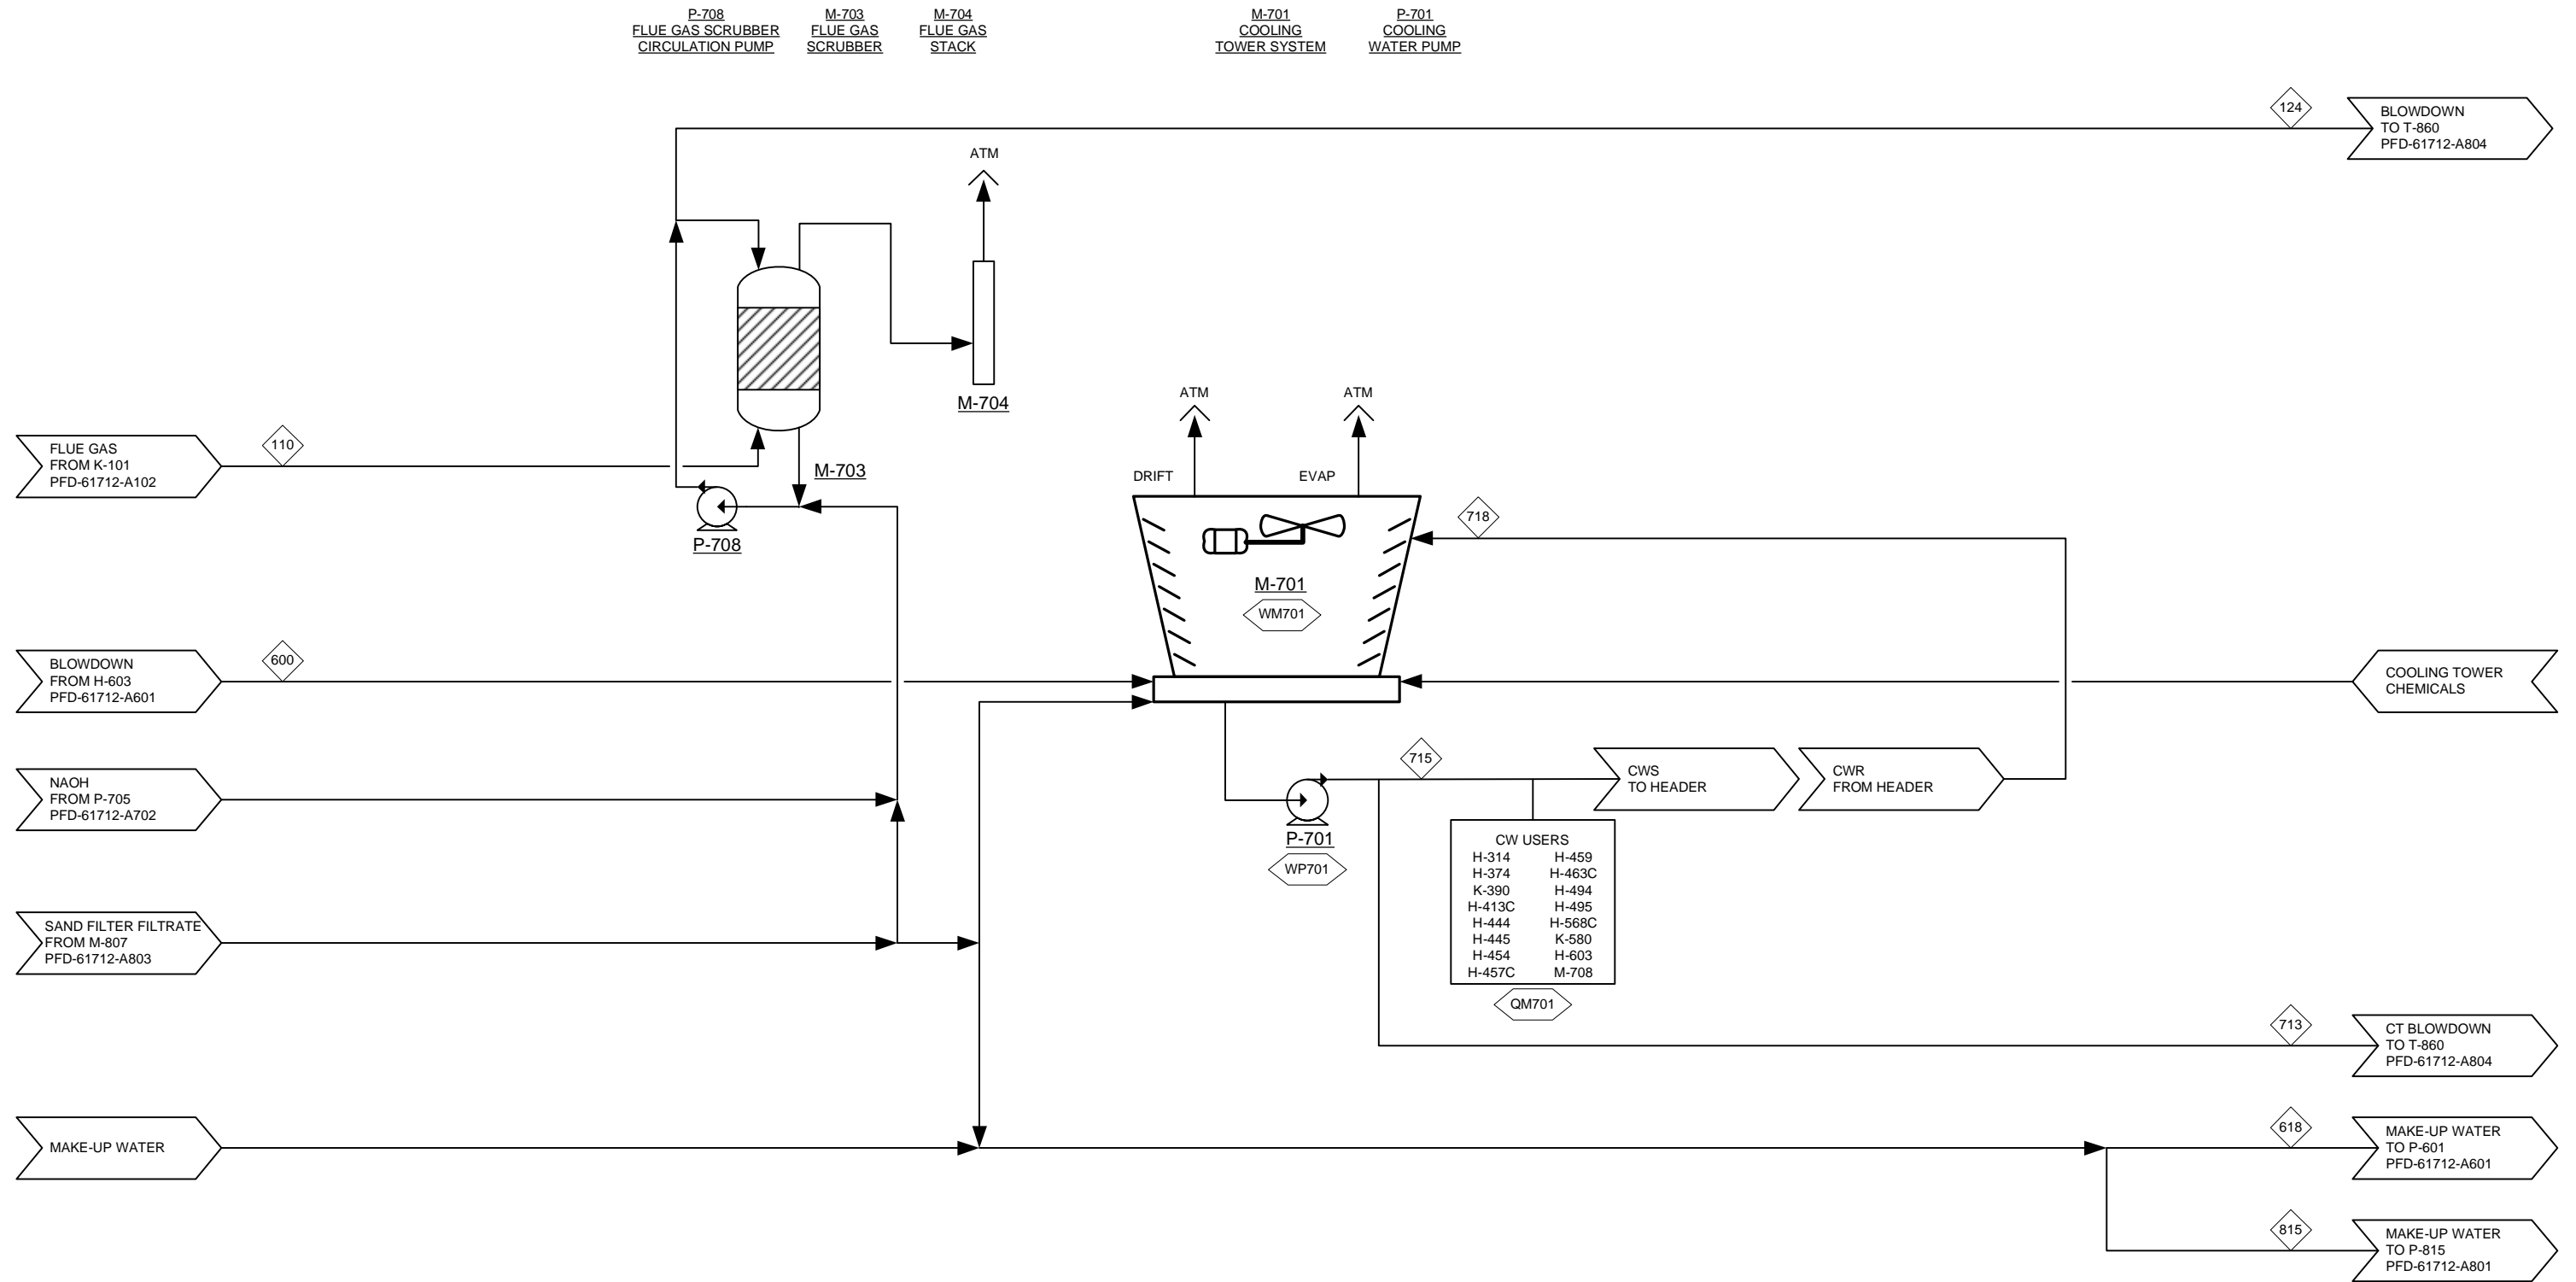 P-708
FLUE GAS SCRUBBER
CIRCULATION PUMP
M-703
FLUE GAS
SCRUBBER
M-704
FLUE GAS
STACK
M-701
COOLING
TOWER SYSTEM
P-701
COOLING
WATER PUMP
124
BLOWDOWN
TO T-860
PFD-61712-A804
ATM
M-704
ATM
ATM
110
FLUE GAS
FROM K-101
PFD-61712-A102
M-703
DRIFT
EVAP
P-708
718
M-701
WM701
600
BLOWDOWN
FROM H-603
PFD-61712-A601
COOLING TOWER
CHEMICALS
NAOH
FROM P-705
PFD-61712-A702
715
CWS
TO HEADER
CWR
FROM HEADER
P-701
WP701
CW USERS
H-314 H-459
H-374 H-463C
K-390 H-494
H-413C H-495
H-444 H-568C
H-445 K-580
H-454 H-603
H-457C M-708
QM701
SAND FILTER FILTRATE
FROM M-807
PFD-61712-A803
713
CT BLOWDOWN
TO T-860
PFD-61712-A804
MAKE-UP WATER
618
MAKE-UP WATER
TO P-601
PFD-61712-A601
815
MAKE-UP WATER
TO P-815
PFD-61712-A801